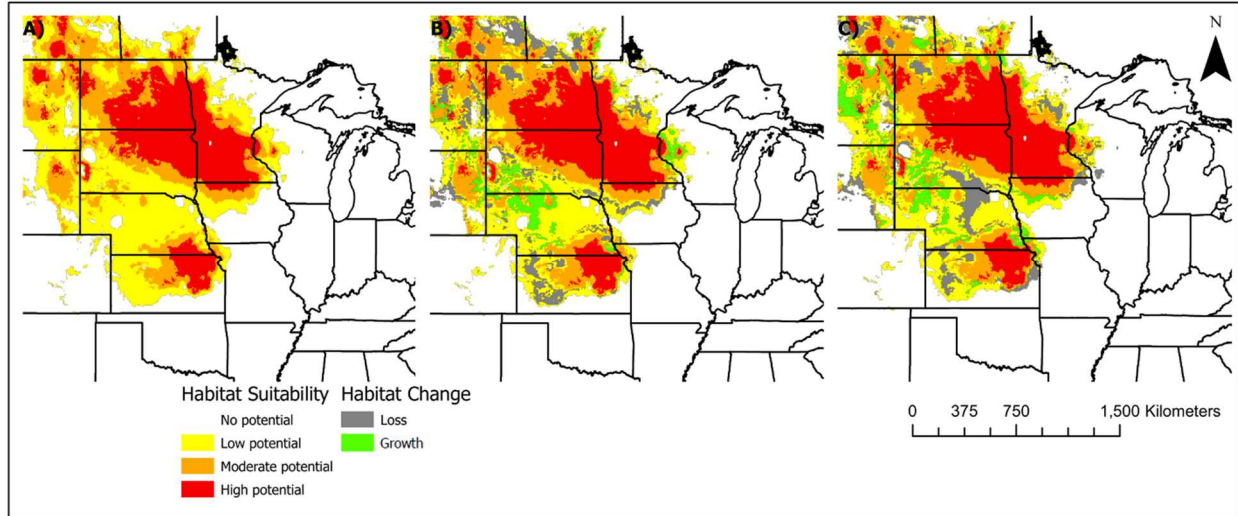 A)
B)
C)
N
Habitat Suitability
No potential
Low potential
Moderate potential
High potential
Habitat Change
Loss
Growth
0 375 750 1,500 Kilometers